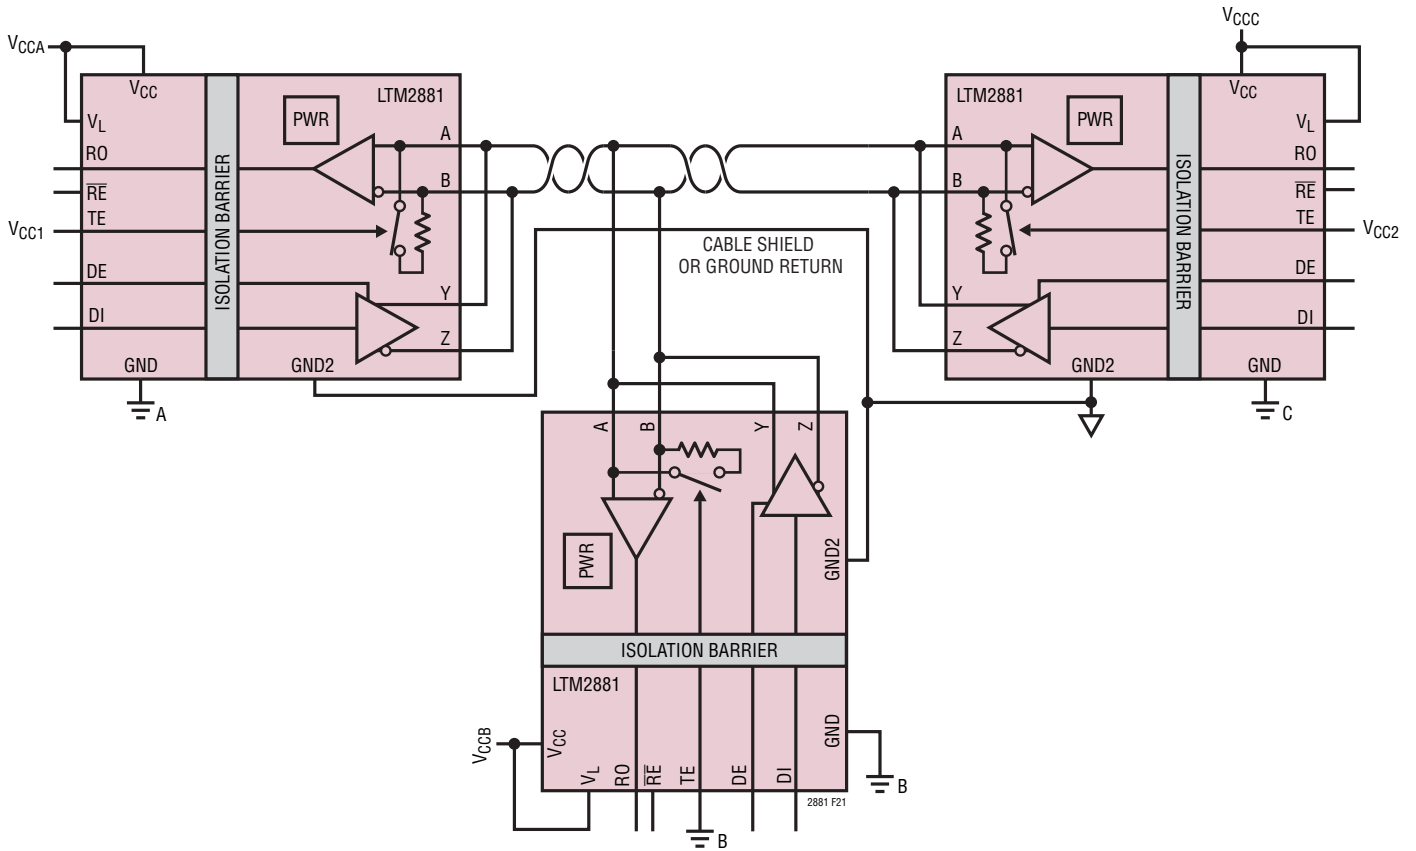 VCCA
VCC
LTM2881
PWR
VL
RO
RE
VCC1
TE
DE
DI
GND
ISOLATION BARRIER
GND2
A
B
Y
Z
A
CABLE SHIELD
OR GROUND RETURN
VCCC
LTM2881
VCC
PWR
A
B
Y
Z
GND2
ISOLATION BARRIER
VL
RO
RE
TE
VCC2
DE
DI
GND
C
A
B
Y
Z
PWR
GND2
ISOLATION BARRIER
LTM2881
VCCB
VCC
VL
RO
RE
TE
DE
DI
GND
B
2881 F21
B